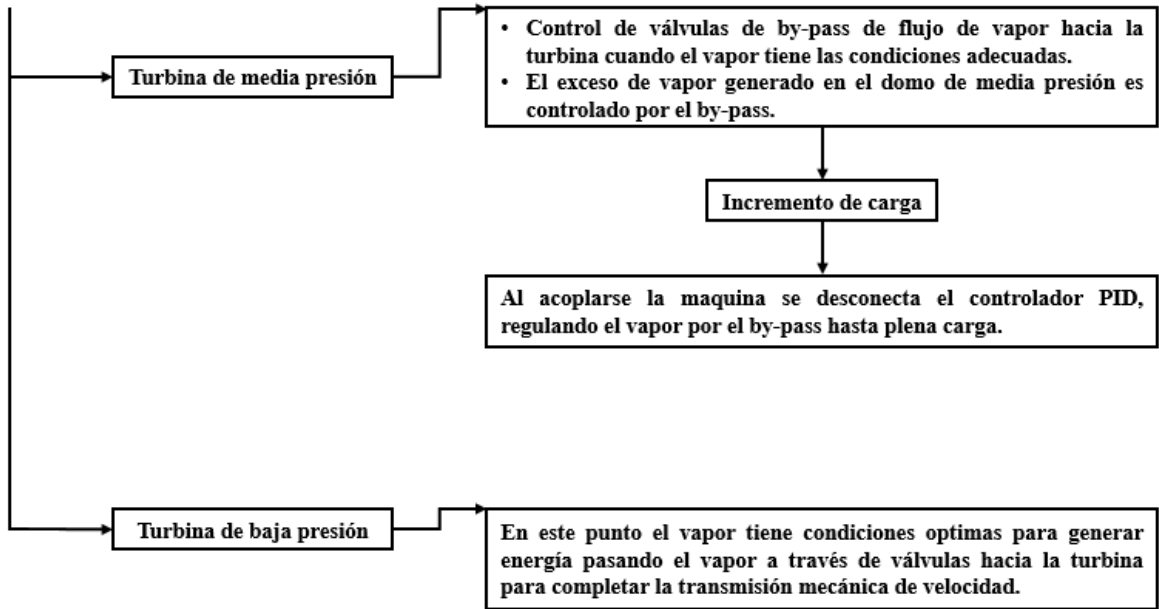 Turbina de media presión
• Control de válvulas de by-pass de flujo de vapor hacia la
turbina cuando el vapor tiene las condiciones adecuadas.
• El exceso de vapor generado en el domo de media presión es
controlado por el by-pass.
Incremento de carga
Al acoplarse la maquina se desconecta el controlador PID,
regulando el vapor por el by-pass hasta plena carga.
Turbina de baja presión
En este punto el vapor tiene condiciones optimas para generar
energía pasando el vapor a través de válvulas hacia la turbina
para completar la transmisión mecánica de velocidad.